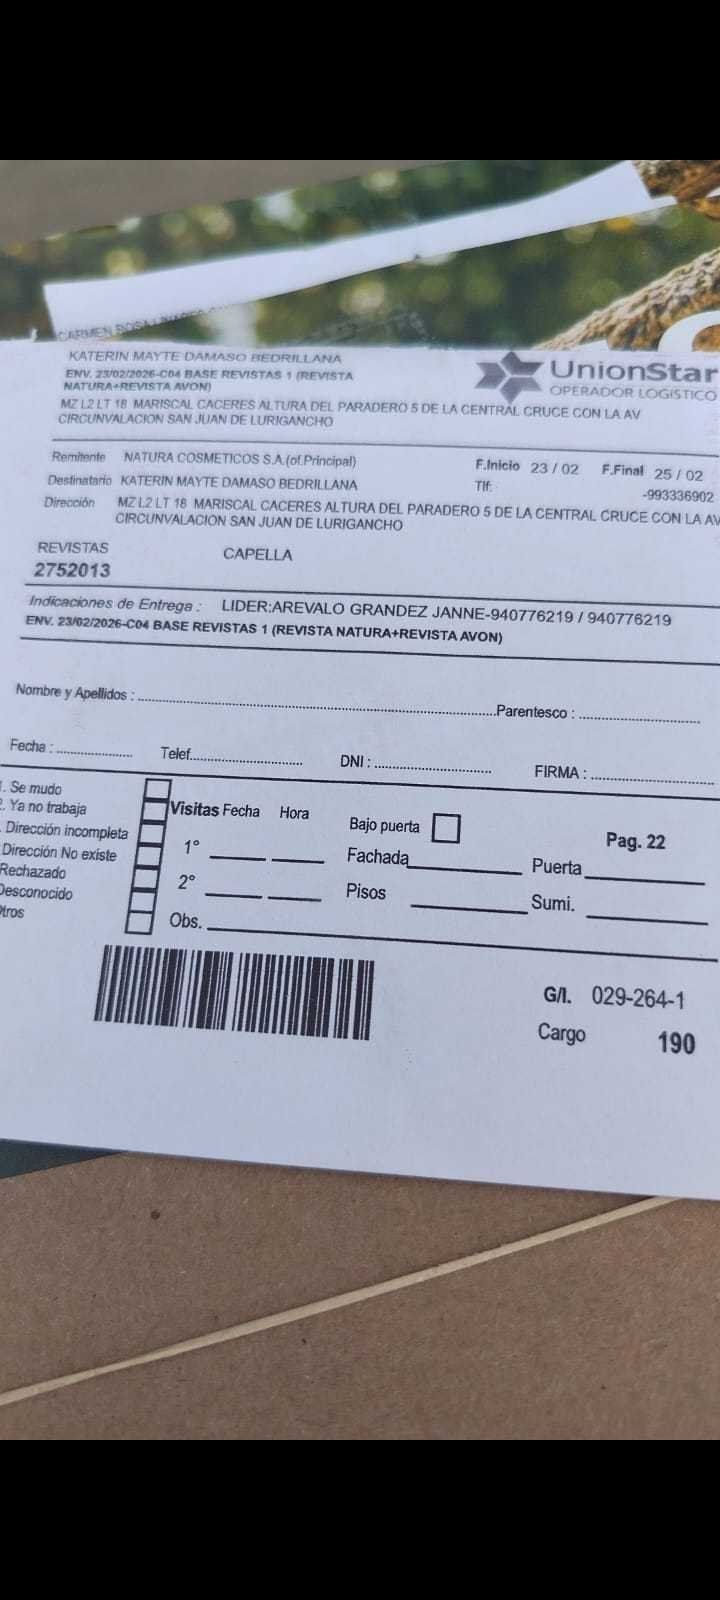 CARMEN ROSA
KATERIN MAYTE DAMASO BEDRILLANA
ENV. 23/02/2026-C04 BASE REVISTAS 1 (REVISTA
NATURA+REVISTA AVON)
MZ L2 LT 18 MARISCAL CACERES ALTURA DEL PARADERO 5 DE LA CENTRAL CRUCE CON LA AV
CIRCUNVALACION SAN JUAN DE LURIGANCHO
UnionStar
OPERADOR LOGíSTICO
Remitente NATURA COSMETICOS S.A.(of.Principal)
F.Inicio 23 / 02 F.Final 25 / 02
Destinatario KATERIN MAYTE DAMASO BEDRILLANA
Tlf: -993336902
Dirección MZ L2 LT 18 MARISCAL CACERES ALTURA DEL PARADERO 5 DE LA CENTRAL CRUCE CON LA AV
CIRCUNVALACION SAN JUAN DE LURIGANCHO
REVISTAS CAPELLA
2752013
Indicaciones de Entrega : LIDER:AREVALO GRANDEZ JANNE-940776219 / 940776219
ENV. 23/02/2026-C04 BASE REVISTAS 1 (REVISTA NATURA+REVISTA AVON)
Nombre y Apellidos : Parentesco :
Fecha : Telef. DNI : FIRMA :
1. Se mudo
2. Ya no trabaja
. Dirección incompleta
Dirección No existe
Rechazado
Desconocido
Otros
Visitas Fecha Hora
1°
2°
Obs.
Bajo puerta
Fachada
Pisos
Pag. 22
Puerta
Sumi.
G/I. 029-264-1
Cargo 190